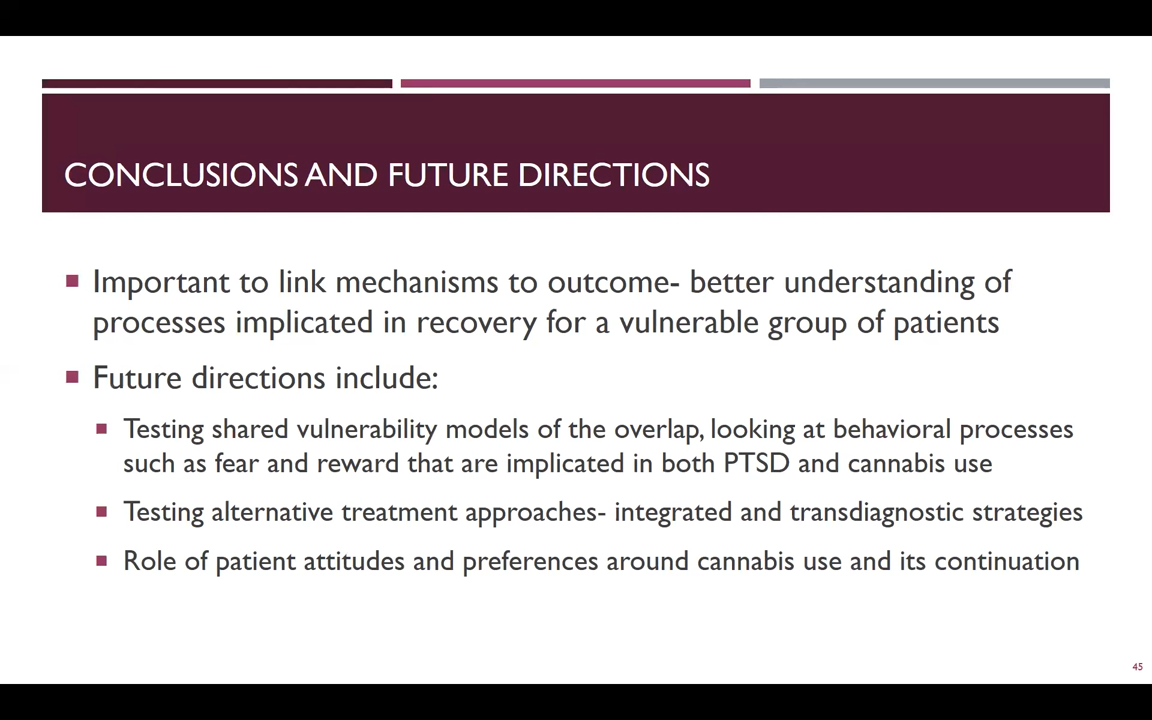 CONCLUSIONS AND FUTURE DIRECTIONS
Important to link mechanisms to outcome- better understanding of
processes implicated in recovery for a vulnerable group of patients
Future directions include:
Testing shared vulnerability models of the overlap, looking at behavioral processes
such as fear and reward that are implicated in both PTSD and cannabis use
Testing alternative treatment approaches- integrated and transdiagnostic strategies
Role of patient attitudes and preferences around cannabis use and its continuation
45